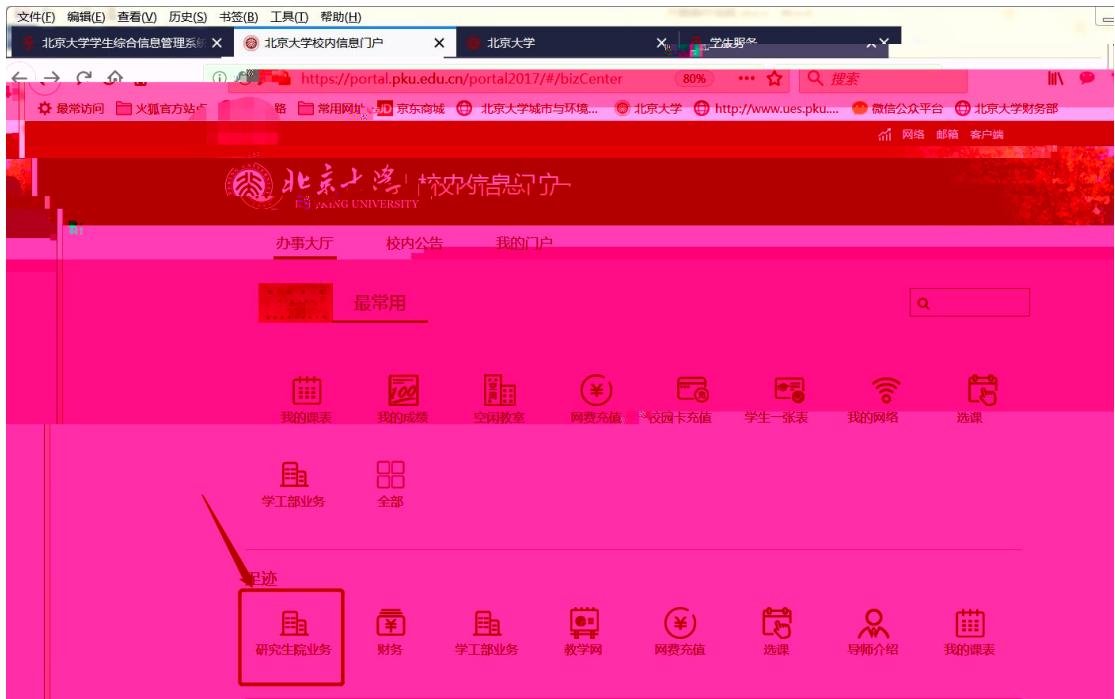 文件(F) 编辑(E) 查看(V) 历史(S) 书签(B) 工具(T) 帮助(H)
北京大学学生综合信息管理系统 北京大学校内信息门户 北京大学 学生服务
https://portal.pku.edu.cn/portal2017/#/bizCenter 80% 搜索
最常访问 火狐官方站点 常用网址 京东商城 北京大学城市与环境... 北京大学 http://www.ues.pku.... 微信公众平台 北京大学财务部
网络 邮箱 客户端
北京大学 校内信息门户
PEKING UNIVERSITY
办事大厅 校内公告 我的门户
最常用
我的课表 我的成绩 空闲教室 网费充值 校园卡充值 学生一张表 我的网络 选课
学工部业务 全部
足迹
研究生院业务 财务 学工部业务 教学网 网费充值 选课 导师介绍 我的课表